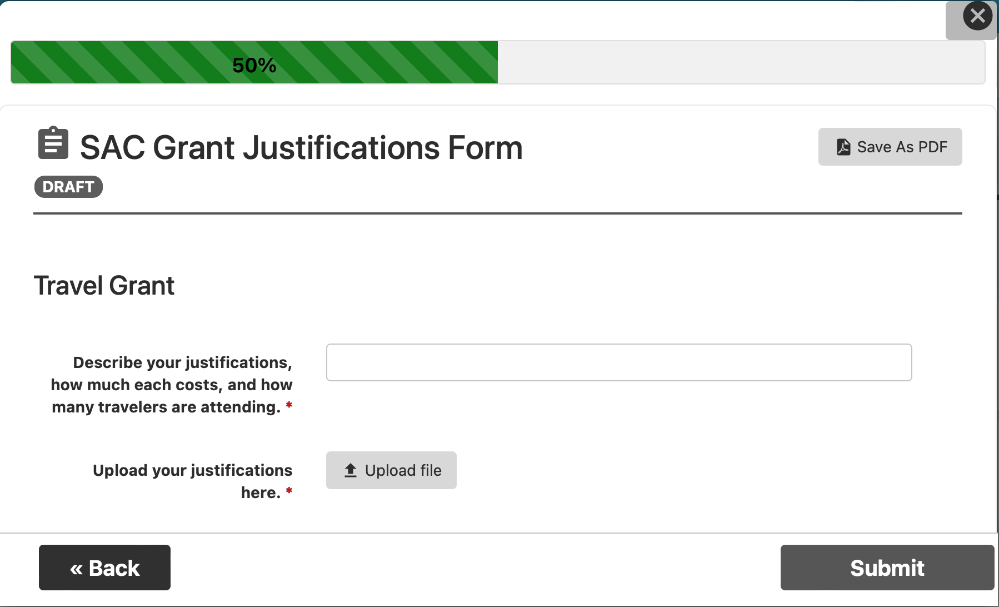 50%
SAC Grant Justifications Form
Save As PDF
DRAFT
Travel Grant
Describe your justifications,
how much each costs, and how
many travelers are attending. *
Upload your justifications
here. *
Upload file
« Back
Submit